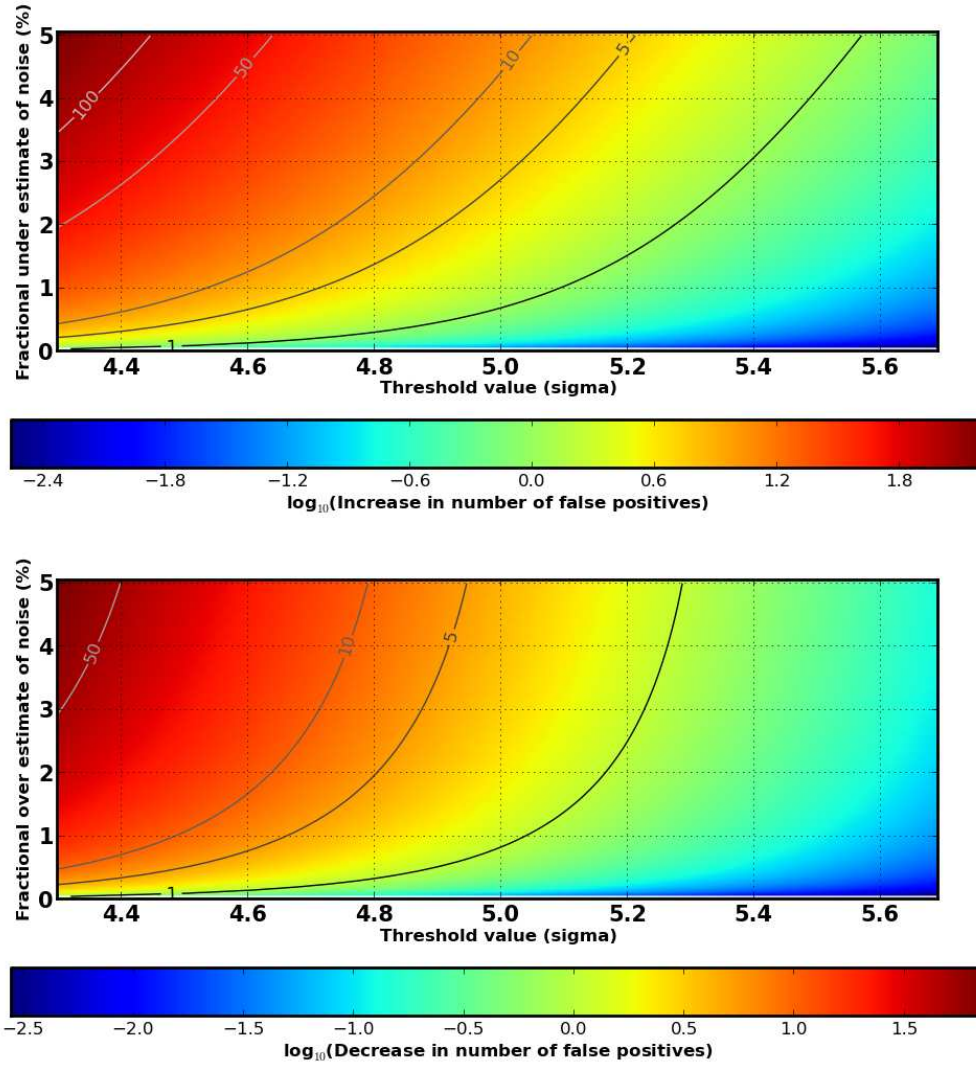 Fractional under estimate of noise (%)
5
4
3
2
1
0
100
50
10
5
1
4.4 4.6 4.8 5.0 5.2 5.4 5.6
Threshold value (sigma)
−2.4 −1.8 −1.2 −0.6 0.0 0.6 1.2 1.8
log₁₀(Increase in number of false positives)
Fractional over estimate of noise (%)
5
4
3
2
1
0
50
10
5
1
4.4 4.6 4.8 5.0 5.2 5.4 5.6
Threshold value (sigma)
−2.5 −2.0 −1.5 −1.0 −0.5 0.0 0.5 1.0 1.5
log₁₀(Decrease in number of false positives)